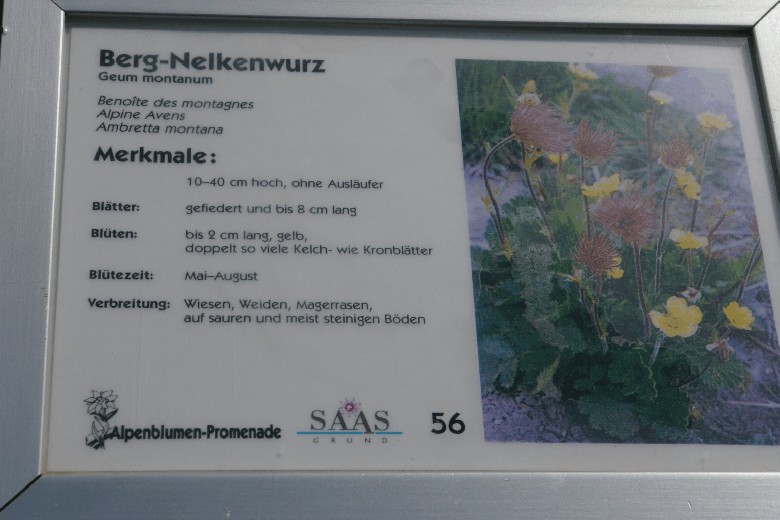 Berg-Nelkenwurz
Geum montanum
Benoîte des montagnes
Alpine Avens
Ambretta montana
Merkmale:
10–40 cm hoch, ohne Ausläufer
Blätter: gefiedert und bis 8 cm lang
Blüten: bis 2 cm lang, gelb,
doppelt so viele Kelch- wie Kronblätter
Blütezeit: Mai–August
Verbreitung: Wiesen, Weiden, Magerrasen,
auf sauren und meist steinigen Böden
Alpenblumen-Promenade
SAAS
GRUND
56